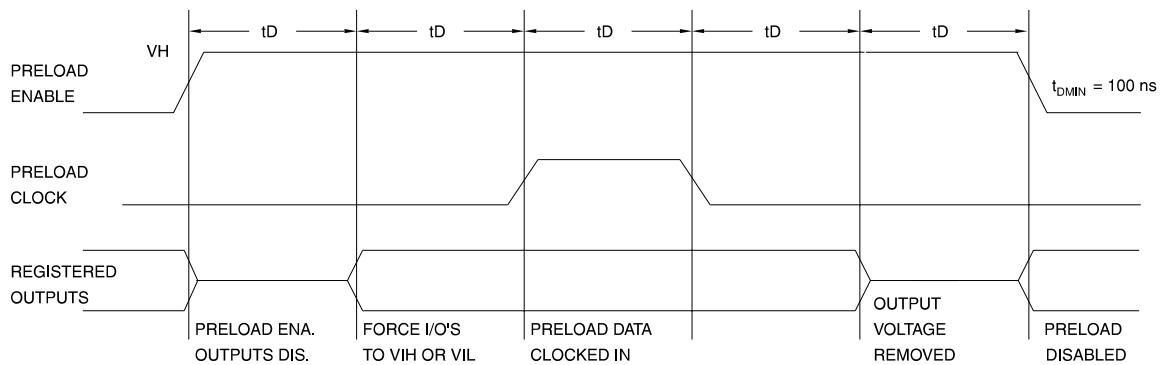 tD tD tD tD tD
VH
PRELOAD
ENABLE
tDMIN = 100 ns
PRELOAD
CLOCK
REGISTERED
OUTPUTS
PRELOAD ENA.
OUTPUTS DIS.
FORCE I/O'S
TO VIH OR VIL
PRELOAD DATA
CLOCKED IN
OUTPUT
VOLTAGE
REMOVED
PRELOAD
DISABLED